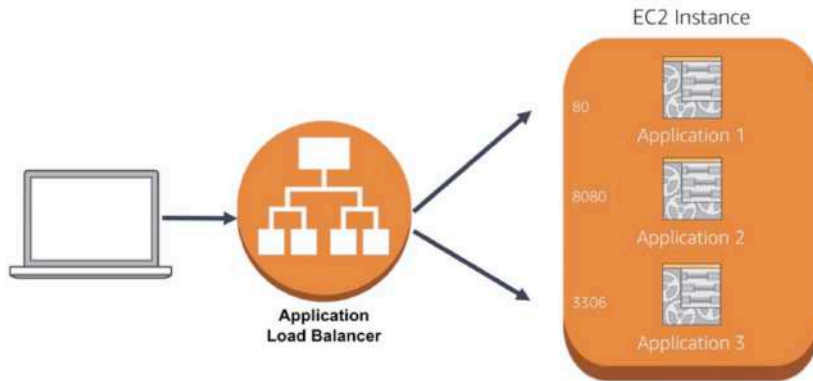 EC2 Instance
80
Application 1
8080
Application 2
3306
Application 3
Application
Load Balancer